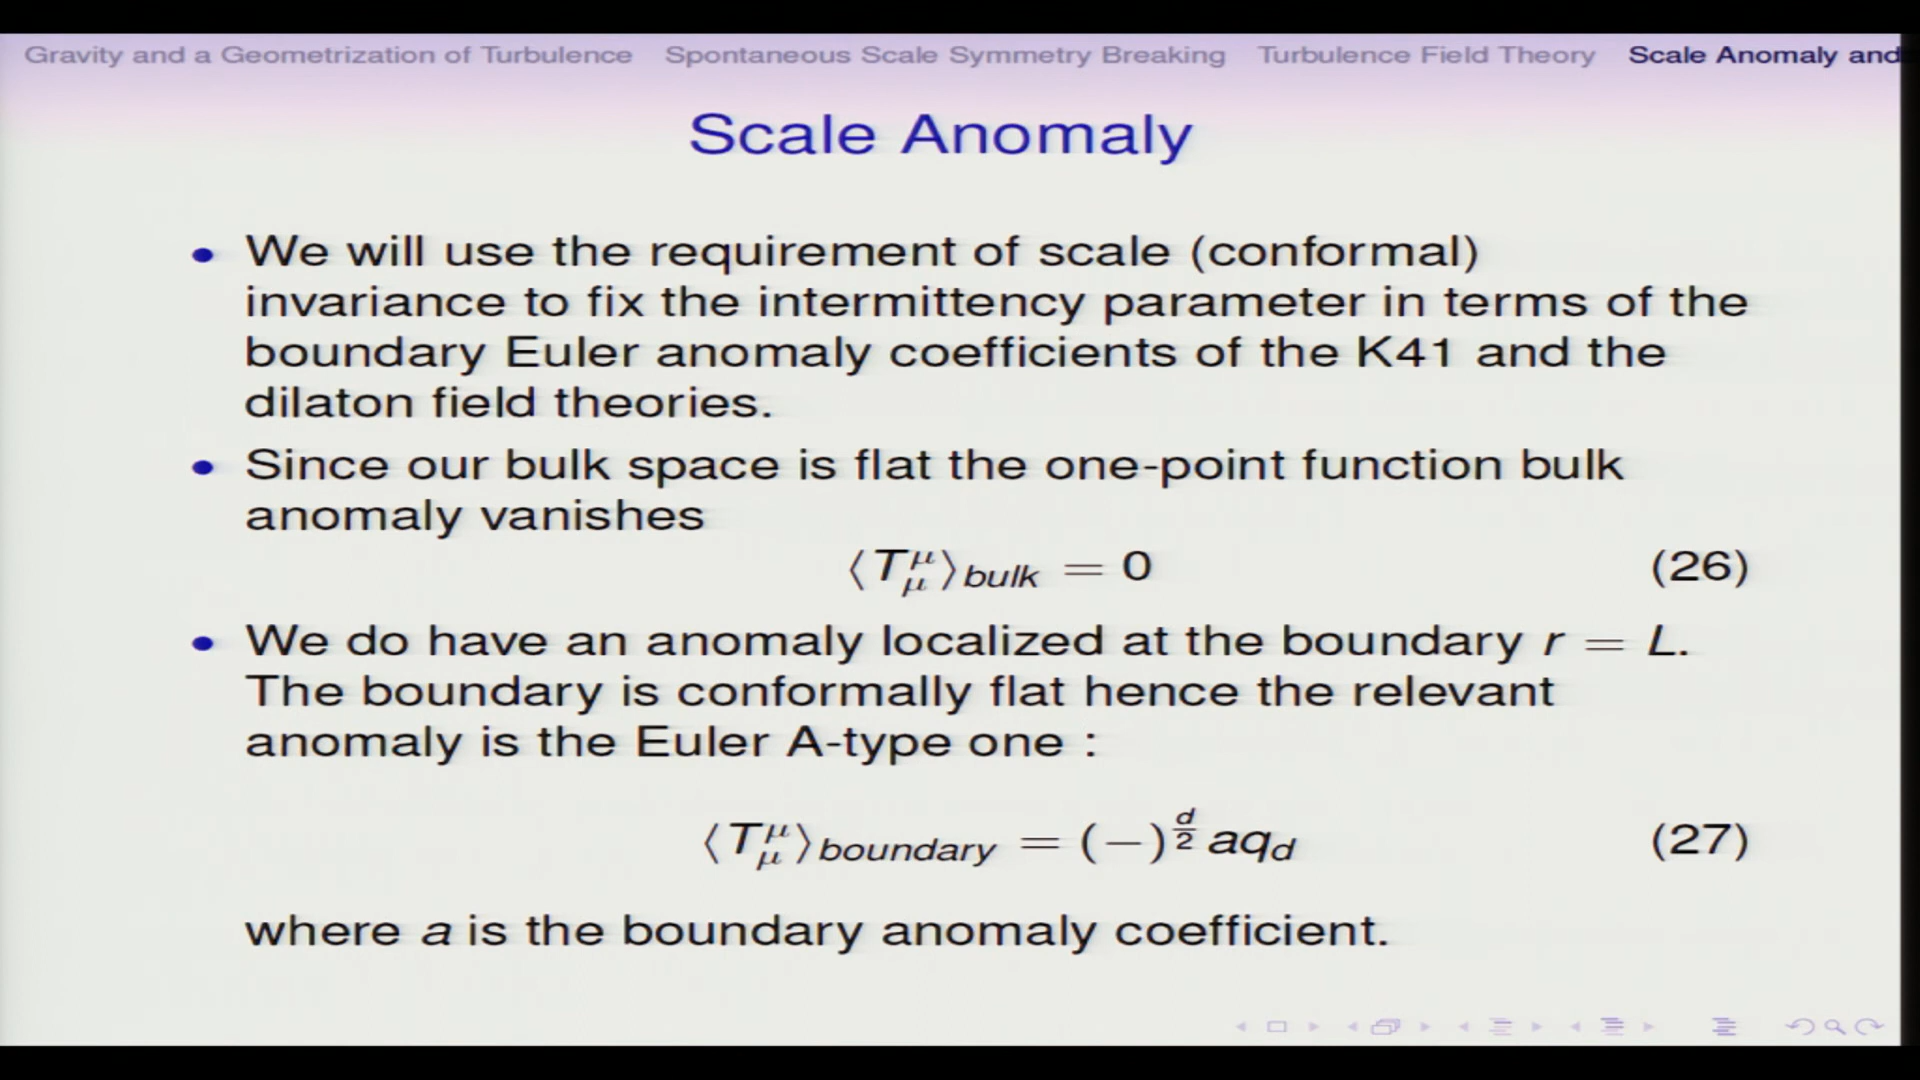 Gravity and a Geometrization of Turbulence Spontaneous Scale Symmetry Breaking Turbulence Field Theory Scale Anomaly and
Scale Anomaly
• We will use the requirement of scale (conformal)
invariance to fix the intermittency parameter in terms of the
boundary Euler anomaly coefficients of the K41 and the
dilaton field theories.
• Since our bulk space is flat the one-point function bulk
anomaly vanishes
⟨T^μ_μ⟩_bulk = 0 (26)
• We do have an anomaly localized at the boundary r = L.
The boundary is conformally flat hence the relevant
anomaly is the Euler A-type one :
⟨T^μ_μ⟩_boundary = (−)^{d/2} aq_d (27)
where a is the boundary anomaly coefficient.